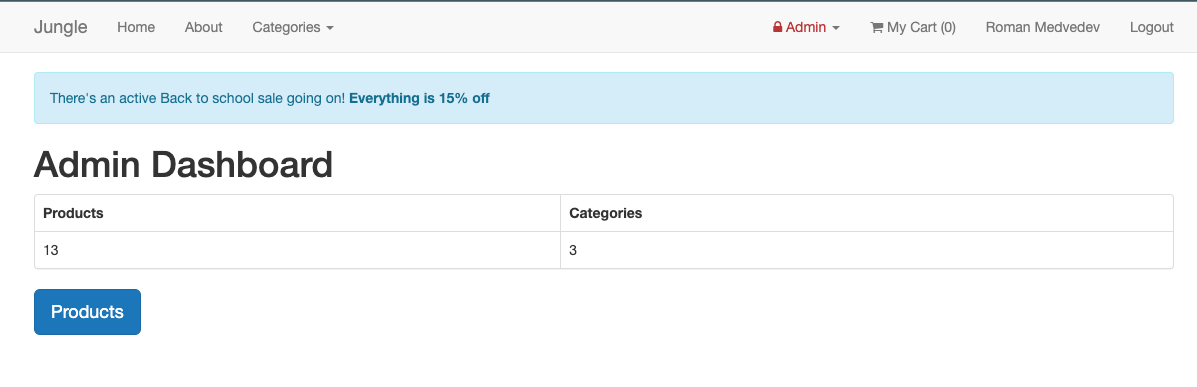 Jungle Home About Categories Admin My Cart (0) Roman Medvedev Logout
There's an active Back to school sale going on! Everything is 15% off
Admin Dashboard
Products Categories
13 3
Products